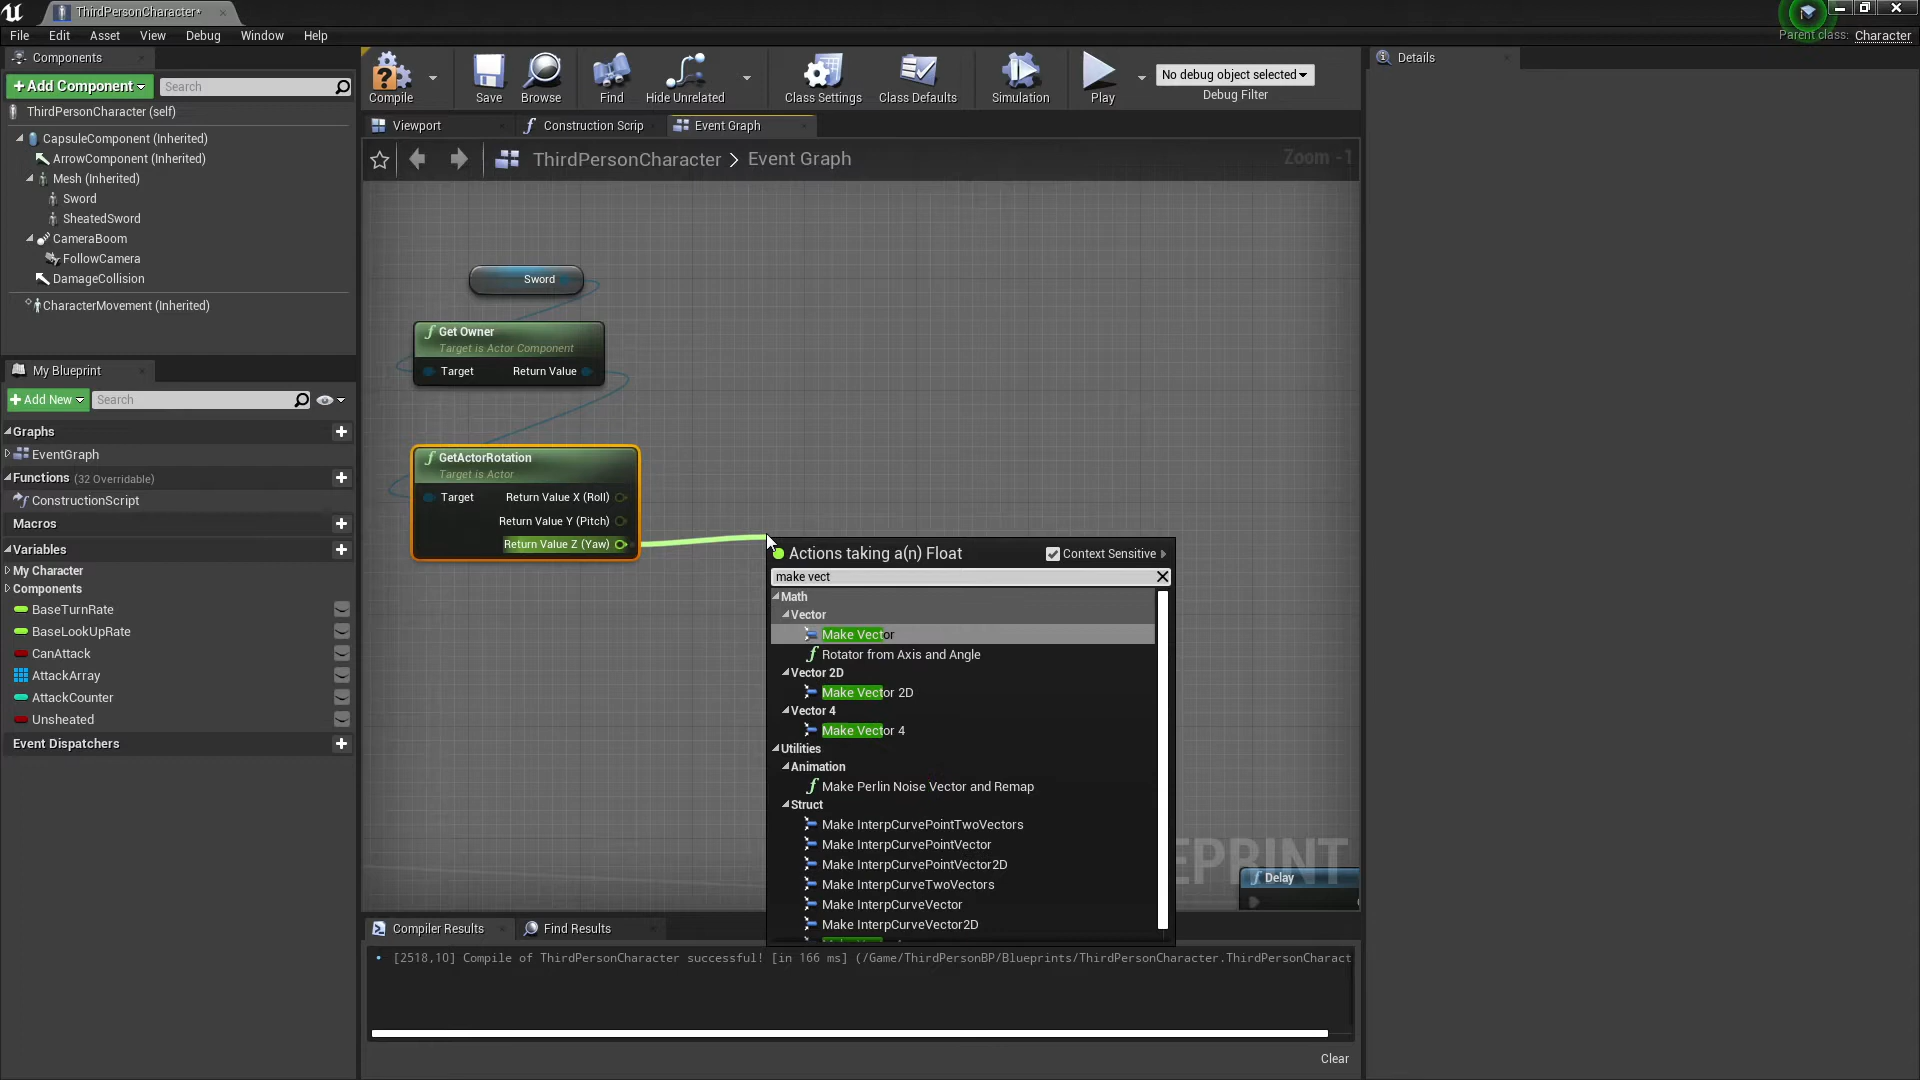 ThirdPersonCharacter*
File Edit Asset View Debug Window Help
Parent class: Character
Components
+Add Component
Search
ThirdPersonCharacter (self)
CapsuleComponent (Inherited)
ArrowComponent (Inherited)
Mesh (Inherited)
Sword
SheatedSword
CameraBoom
FollowCamera
DamageCollision
CharacterMovement (Inherited)
My Blueprint
+Add New
Search
Graphs
EventGraph
Functions (32 Overridable)
ConstructionScript
Macros
Variables
My Character
Components
BaseTurnRate
BaseLookUpRate
CanAttack
AttackArray
AttackCounter
Unsheated
Event Dispatchers
Compile
Save
Browse
Find
Hide Unrelated
Class Settings
Class Defaults
Simulation
Play
No debug object selected
Debug Filter
Viewport
Construction Scrip
Event Graph
ThirdPersonCharacter > Event Graph
Zoom -1
Sword
Get Owner
Target is Actor Component
Target
Return Value
GetActorRotation
Target is Actor
Target
Return Value X (Roll)
Return Value Y (Pitch)
Return Value Z (Yaw)
Actions taking a(n) Float
Context Sensitive
make vect
Math
Vector
Make Vector
Rotator from Axis and Angle
Vector 2D
Make Vector 2D
Vector 4
Make Vector 4
Utilities
Animation
Make Perlin Noise Vector and Remap
Struct
Make InterpCurvePointTwoVectors
Make InterpCurvePointVector
Make InterpCurvePointVector2D
Make InterpCurveTwoVectors
Make InterpCurveVector
Make InterpCurveVector2D
EPRINT
Delay
Compiler Results
Find Results
[2518,10] Compile of ThirdPersonCharacter successful! [in 166 ms] (/Game/ThirdPersonBP/Blueprints/ThirdPersonCharacter.ThirdPersonCharact
Clear
Details